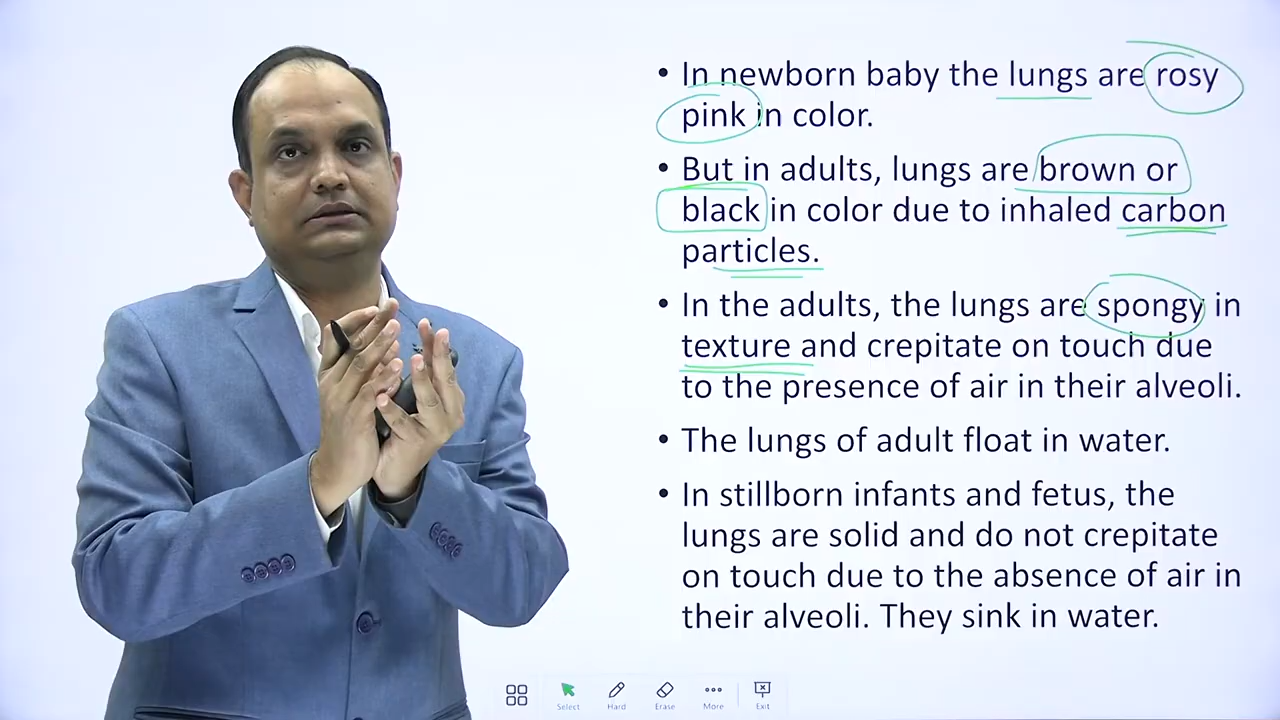 • In newborn baby the lungs are rosy
pink in color.
• But in adults, lungs are brown or
black in color due to inhaled carbon
particles.
• In the adults, the lungs are spongy in
texture and crepitate on touch due
to the presence of air in their alveoli.
• The lungs of adult float in water.
• In stillborn infants and fetus, the
lungs are solid and do not crepitate
on touch due to the absence of air in
their alveoli. They sink in water.
Select Hard Erase More Exit